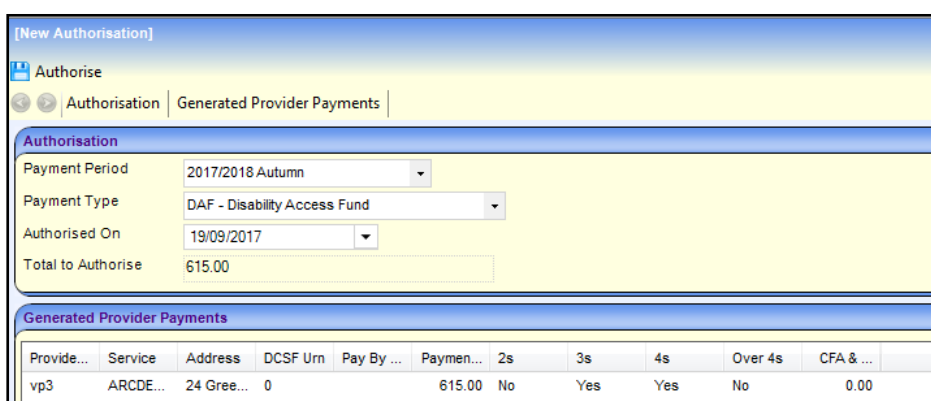 [New Authorisation]
Authorise
Authorisation Generated Provider Payments
Authorisation
Payment Period 2017/2018 Autumn
Payment Type DAF - Disability Access Fund
Authorised On 19/09/2017
Total to Authorise 615.00
Generated Provider Payments
Provide... Service Address DCSF Urn Pay By ... Paymen... 2s 3s 4s Over 4s CFA & ...
vp3 ARCDE... 24 Gree... 0 615.00 No Yes Yes No 0.00